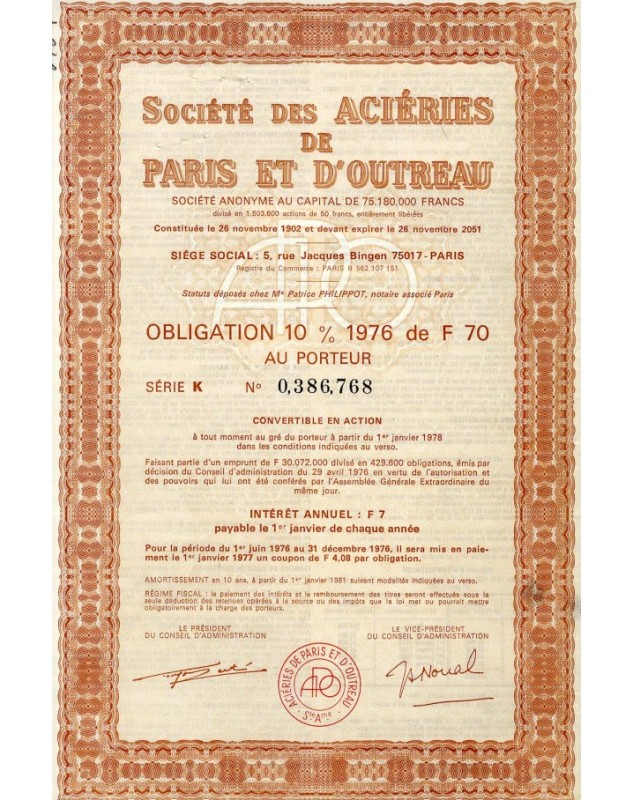 SOCIÉTÉ DES ACIÉRIES
DE
PARIS ET D'OUTREAU
SOCIÉTÉ ANONYME AU CAPITAL DE 75.180.000 FRANCS
divisé en 1.503.600 actions de 50 francs, entièrement libérées
Constituée le 26 novembre 1902 et devant expirer le 26 novembre 2051
SIÈGE SOCIAL : 5, rue Jacques Bingen 75017 - PARIS
Registre du Commerce : PARIS B 562 107 151
Statuts déposés chez Me Patrice PHILIPPOT, notaire associé Paris
OBLIGATION 10 % 1976 de F 70
AU PORTEUR
SÉRIE K No 0,386,768
CONVERTIBLE EN ACTION
à tout moment au gré du porteur à partir du 1er janvier 1978
dans les conditions indiquées au verso.
Faisant partie d'un emprunt de F 30.072.000 divisé en 429.600 obligations, émis par
décision du Conseil d'administration du 29 avril 1976 en vertu de l'autorisation et
des pouvoirs qui lui ont été conférés par l'Assemblée Générale Extraordinaire du
même jour.
INTÉRÊT ANNUEL : F 7
payable le 1er janvier de chaque année
Pour la période du 1er juin 1976 au 31 décembre 1976, il sera mis en paie-
ment le 1er janvier 1977 un coupon de F 4.08 par obligation.
AMORTISSEMENT en 10 ans, à partir du 1er janvier 1981 suivant modalités indiquées au verso.
RÉGIME FISCAL : le paiement des intérêts et le remboursement des titres seront effectués sous la
seule déduction des retenues opérées à la source ou des impôts que la loi met ou pourrait mettre
obligatoirement à la charge des porteurs.
LE PRÉSIDENT
DU CONSEIL D'ADMINISTRATION
LE VICE-PRÉSIDENT
DU CONSEIL D'ADMINISTRATION
ACIÉRIES DE PARIS ET D'OUTREAU
APO
Sté Ame